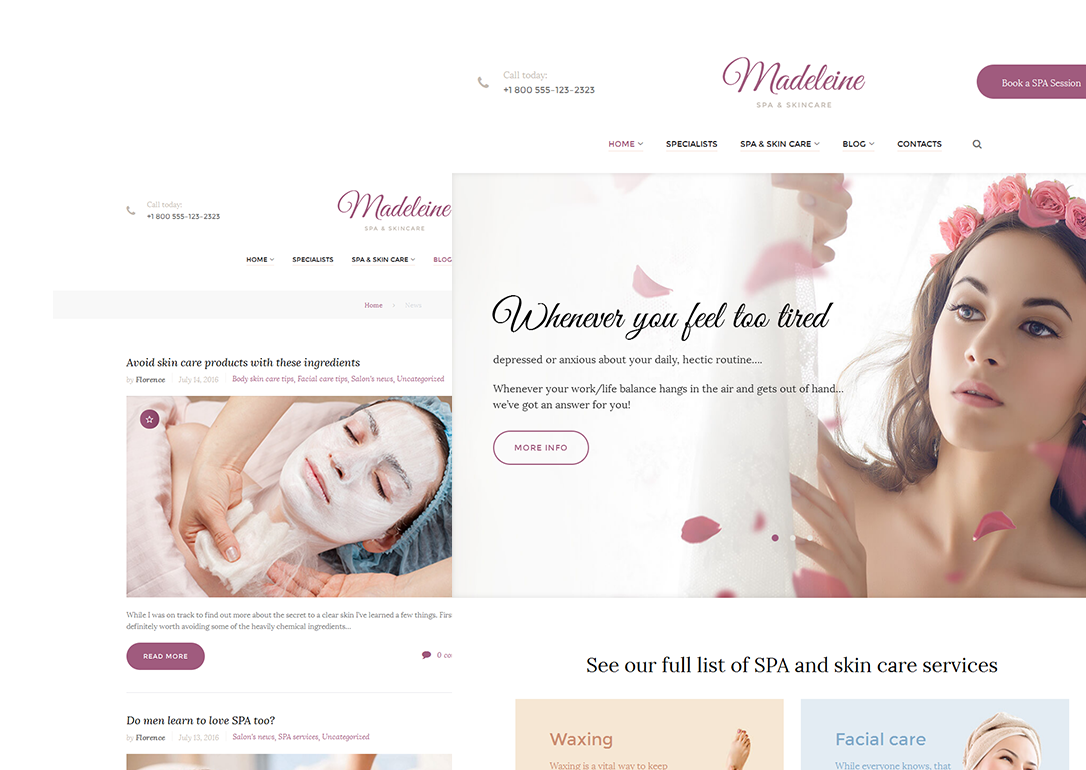 Call today:
+1 800 555-123-2323
Madeleine
SPA & SKINCARE
Book a SPA Session
HOME
SPECIALISTS
SPA & SKIN CARE
BLOG
CONTACTS
Whenever you feel too tired
depressed or anxious about your daily, hectic routine....
Whenever your work/life balance hangs in the air and gets out of hand...
we've got an answer for you!
MORE INFO
See our full list of SPA and skin care services
Waxing
Waxing is a vital way to keep
Facial care
While everyone knows, that
Call today:
+1 800 555-123-2323
Madeleine
SPA & SKINCARE
HOME
SPECIALISTS
SPA & SKIN CARE
BLOG
Home
News
Avoid skin care products with these ingredients
by Florence
July 14, 2016
Body skin care tips, Facial care tips, Salon's news, Uncategorized
While I was on track to find out more about the secret to a clear skin I've learned a few things. Firs
definitely worth avoiding some of the heavily chemical ingredients...
READ MORE
0 co
Do men learn to love SPA too?
by Florence
July 13, 2016
Salon's news, SPA services, Uncategorized